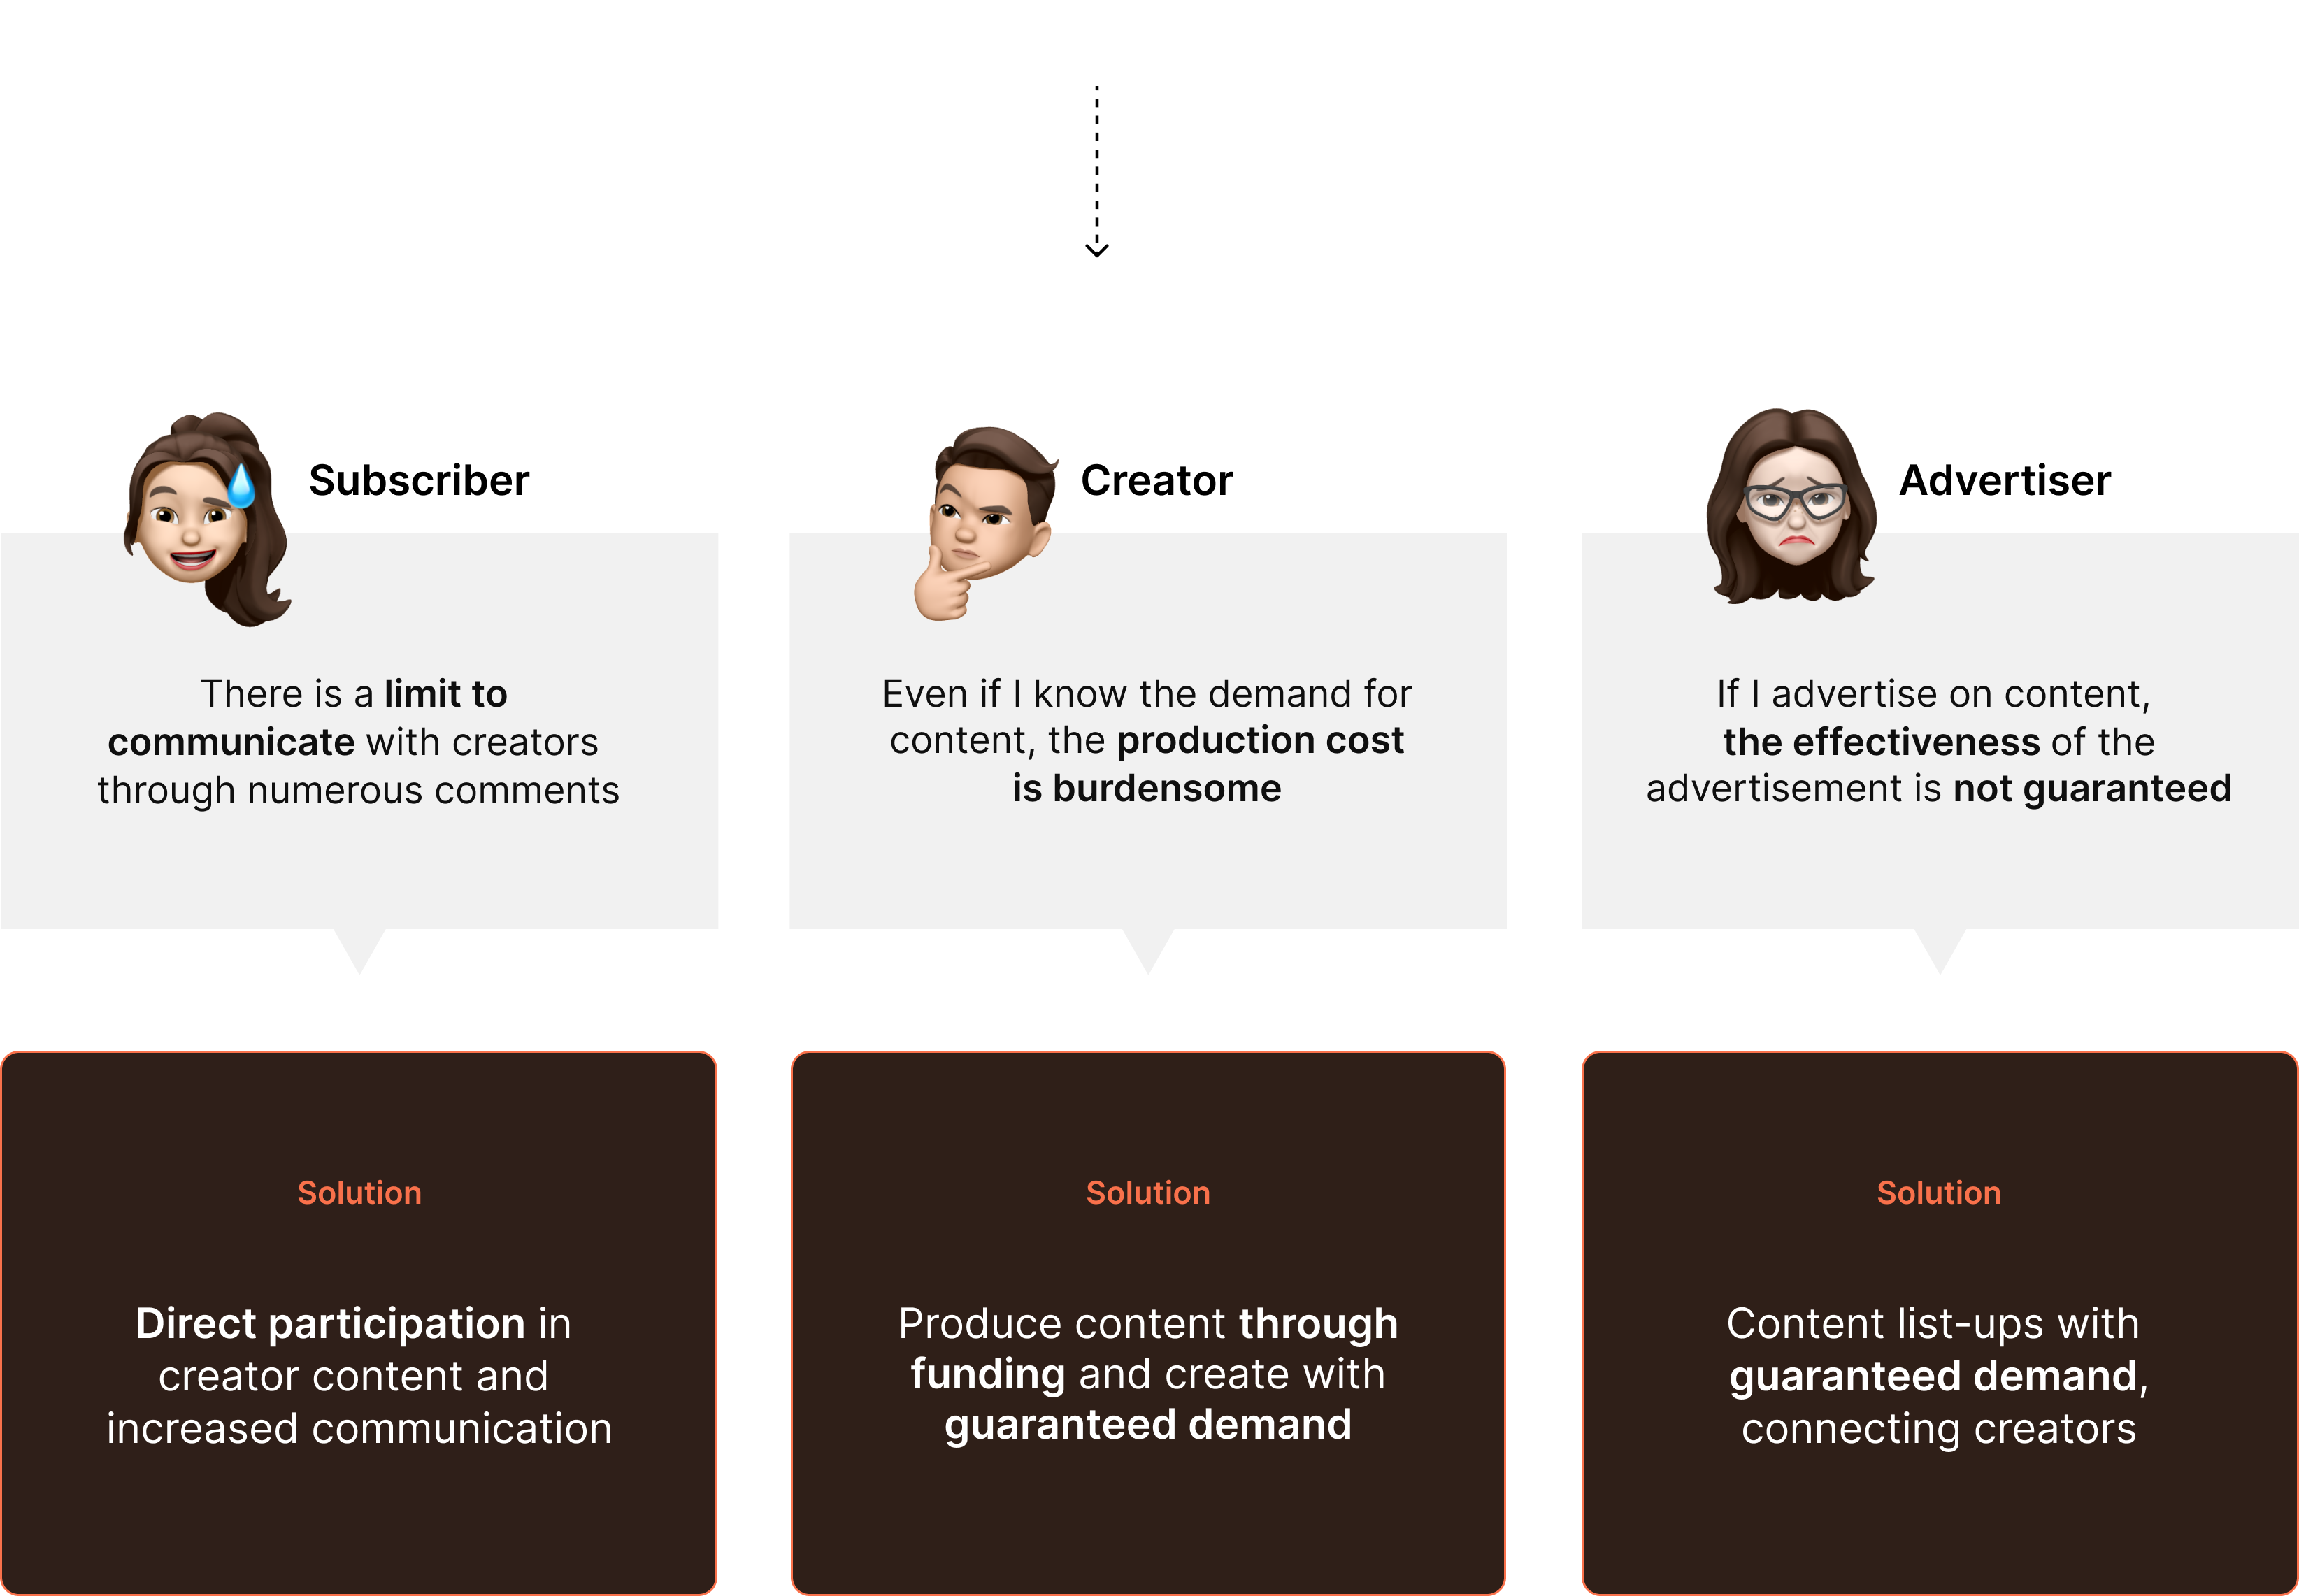 Subscriber
There is a limit to
communicate with creators
through numerous comments
Solution
Direct participation in
creator content and
increased communication
Creator
Even if I know the demand for
content, the production cost
is burdensome
Solution
Produce content through
funding and create with
guaranteed demand
Advertiser
If I advertise on content,
the effectiveness of the
advertisement is not guaranteed
Solution
Content list-ups with
guaranteed demand,
connecting creators